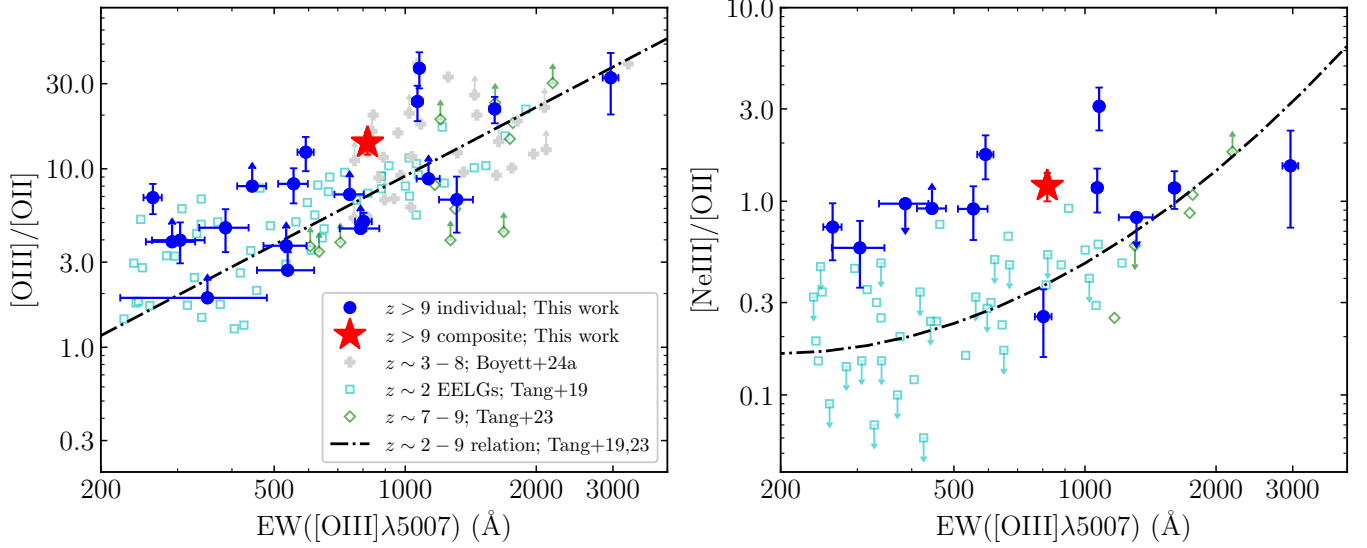 [OIII]/[OII]
30.0
10.0
3.0
1.0
0.3
200
500
1000
2000
3000
EW([OIII]λ5007) (Å)
z > 9 individual; This work
z > 9 composite; This work
z ∼ 3 − 8; Boyett+24a
z ∼ 2 EELGs; Tang+19
z ∼ 7 − 9; Tang+23
z ∼ 2 − 9 relation; Tang+19,23
[NeIII]/[OII]
10.0
3.0
1.0
0.3
0.1
200
500
1000
2000
3000
EW([OIII]λ5007) (Å)